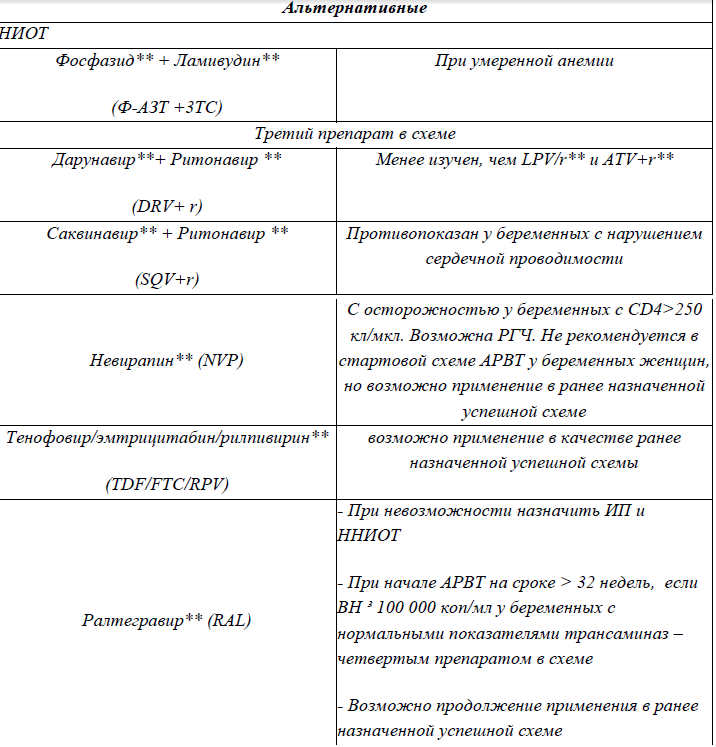 Альтернативные
НИОТ
Фосфазид** + Ламивудин**
(Ф-АЗТ +3ТС)
При умеренной анемии
Третий препарат в схеме
Дарунавир**+ Ритонавир **
(DRV+ r)
Менее изучен, чем LPV/r** и ATV+r**
Саквинавир** + Ритонавир **
(SQV+r)
Противопоказан у беременных с нарушением
сердечной проводимости
Невирапин** (NVP)
С осторожностью у беременных с CD4>250
кл/мкл. Возможна РГЧ. Не рекомендуется в
стартовой схеме АРВТ у беременных женщин,
но возможно применение в ранее назначенной
успешной схеме
Тенофовир/эмтрицитабин/рилпивирин**
(TDF/FTC/RPV)
возможно применение в качестве ранее
назначенной успешной схемы
Ралтегравир** (RAL)
- При невозможности назначить ИП и
ННИОТ
- При начале АРВТ на сроке > 32 недель, если
ВН ³ 100 000 коп/мл у беременных с
нормальными показателями трансаминаз –
четвертым препаратом в схеме
- Возможно продолжение применения в ранее
назначенной успешной схеме